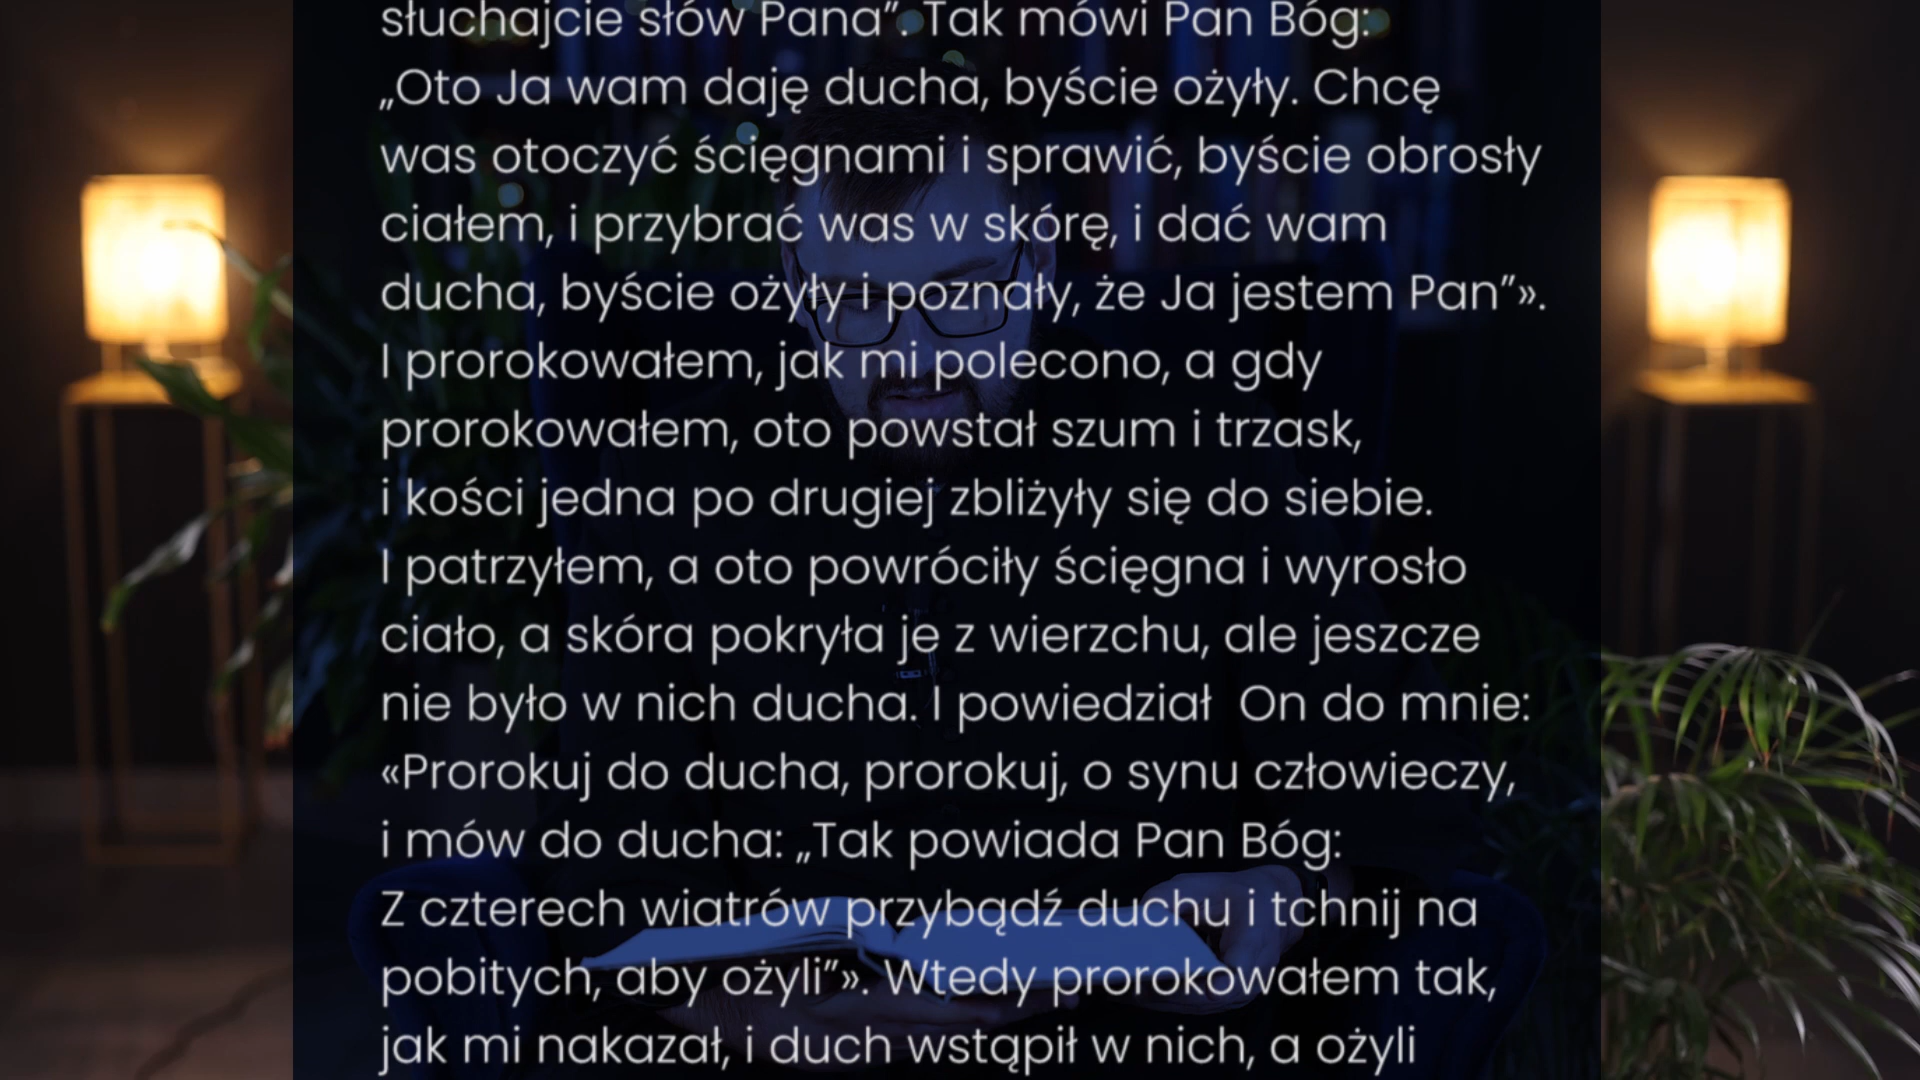 słuchajcie słów Pana”. Tak mówi Pan Bóg:
„Oto Ja wam daję ducha, byście ożyły. Chcę
was otoczyć ścięgnami i sprawić, byście obrosły
ciałem, i przybrać was w skórę, i dać wam
ducha, byście ożyły i poznały, że Ja jestem Pan”».
I prorokowałem, jak mi polecono, a gdy
prorokowałem, oto powstał szum i trzask,
i kości jedna po drugiej zbliżyły się do siebie.
I patrzyłem, a oto powróciły ścięgna i wyrosło
ciało, a skóra pokryła je z wierzchu, ale jeszcze
nie było w nich ducha. I powiedział  On do mnie:
«Prorokuj do ducha, prorokuj, o synu człowieczy,
i mów do ducha: „Tak powiada Pan Bóg:
Z czterech wiatrów przybądź duchu i tchnij na
pobitych, aby ożyli”». Wtedy prorokowałem tak,
jak mi nakazał, i duch wstąpił w nich, a ożyli